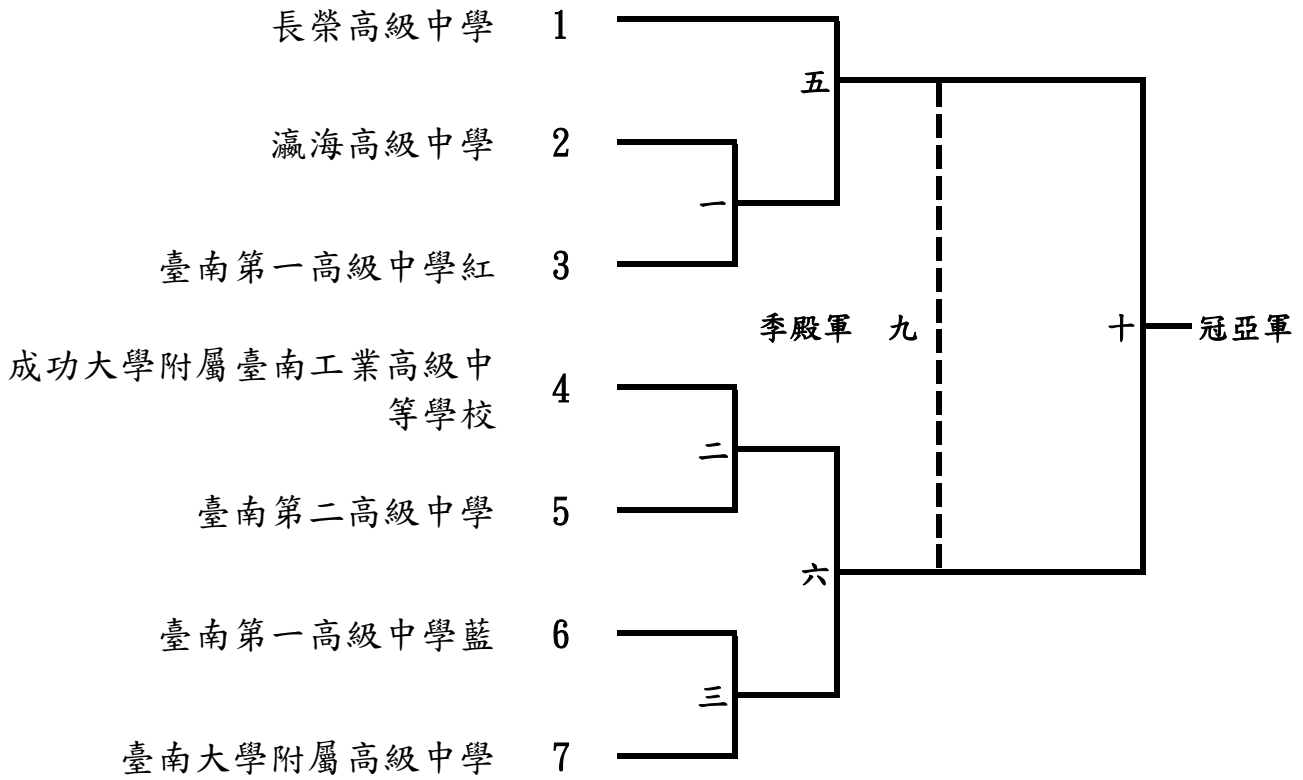 長榮高級中學 1
五
瀛海高級中學 2
一
臺南第一高級中學紅 3
季殿軍 九 十 冠亞軍
成功大學附屬臺南工業高級中
等學校 4
二
臺南第二高級中學 5
六
臺南第一高級中學藍 6
三
臺南大學附屬高級中學 7